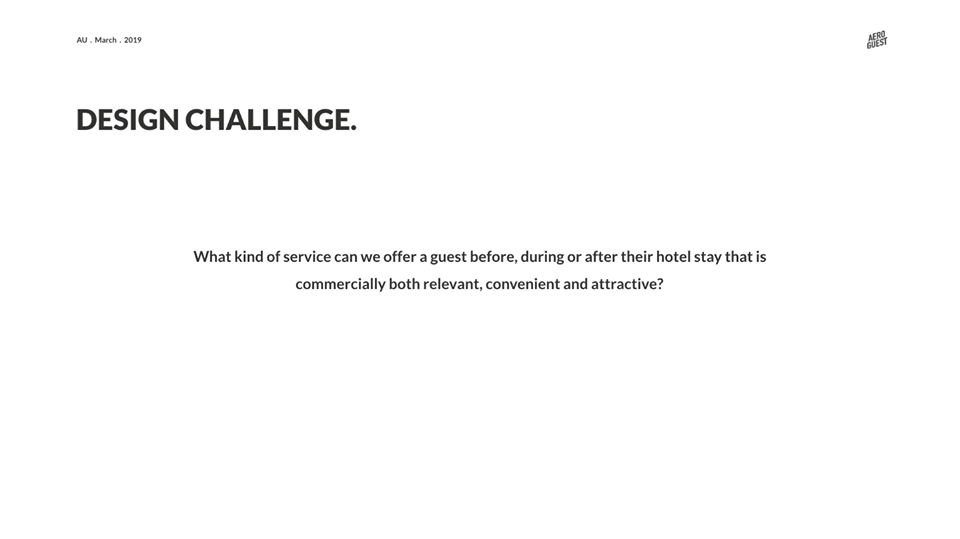 AU . March . 2019
AERO
GUEST
DESIGN CHALLENGE.
What kind of service can we offer a guest before, during or after their hotel stay that is
commercially both relevant, convenient and attractive?